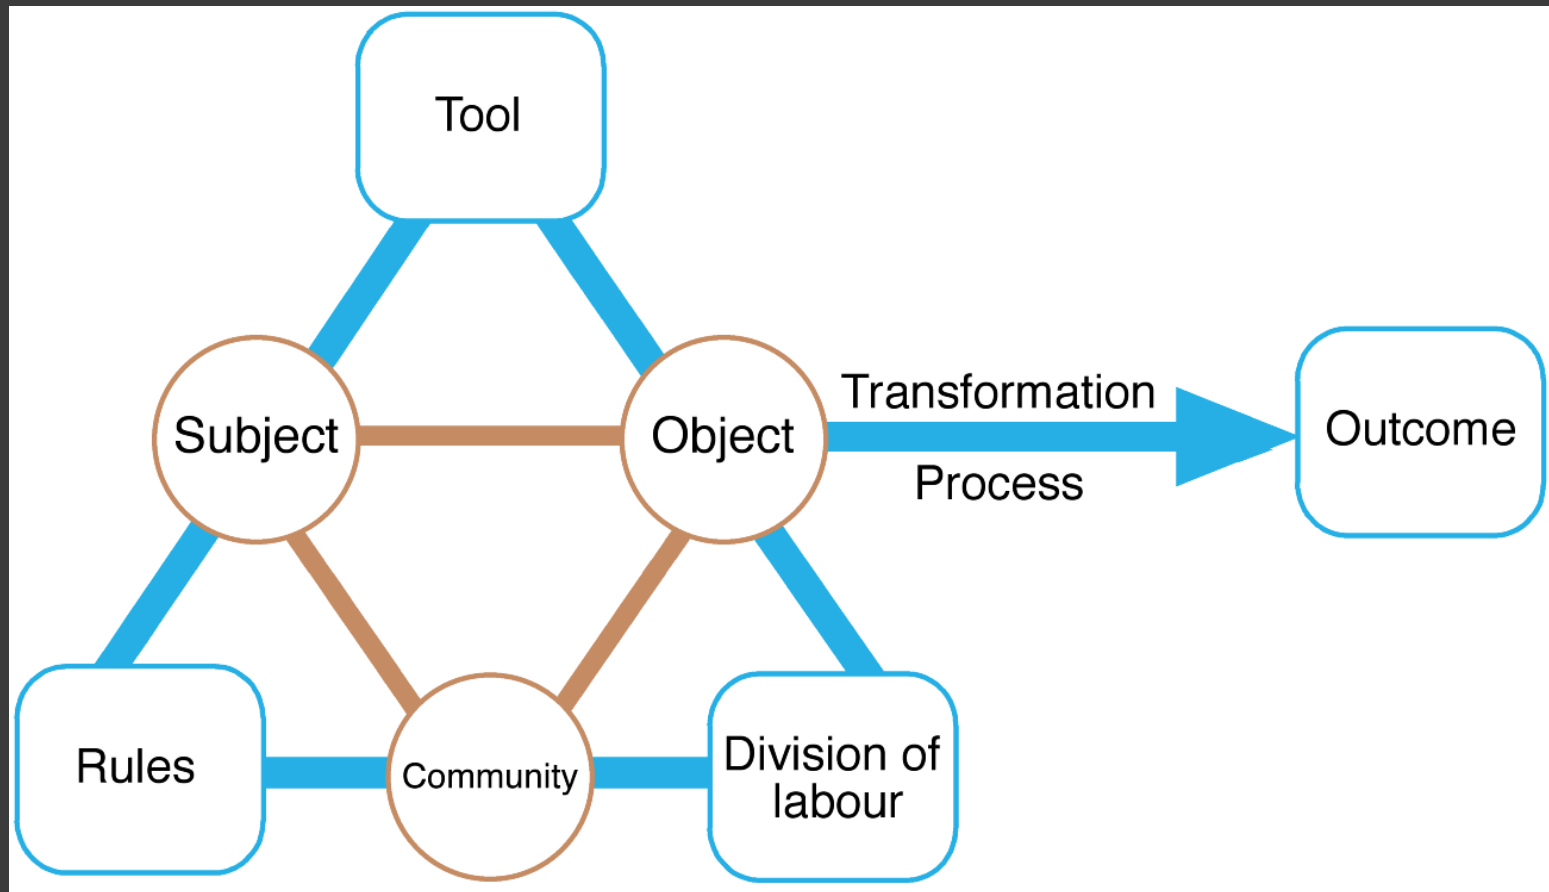 Tool
Subject
Object
Transformation
Process
Outcome
Rules
Community
Division of
labour